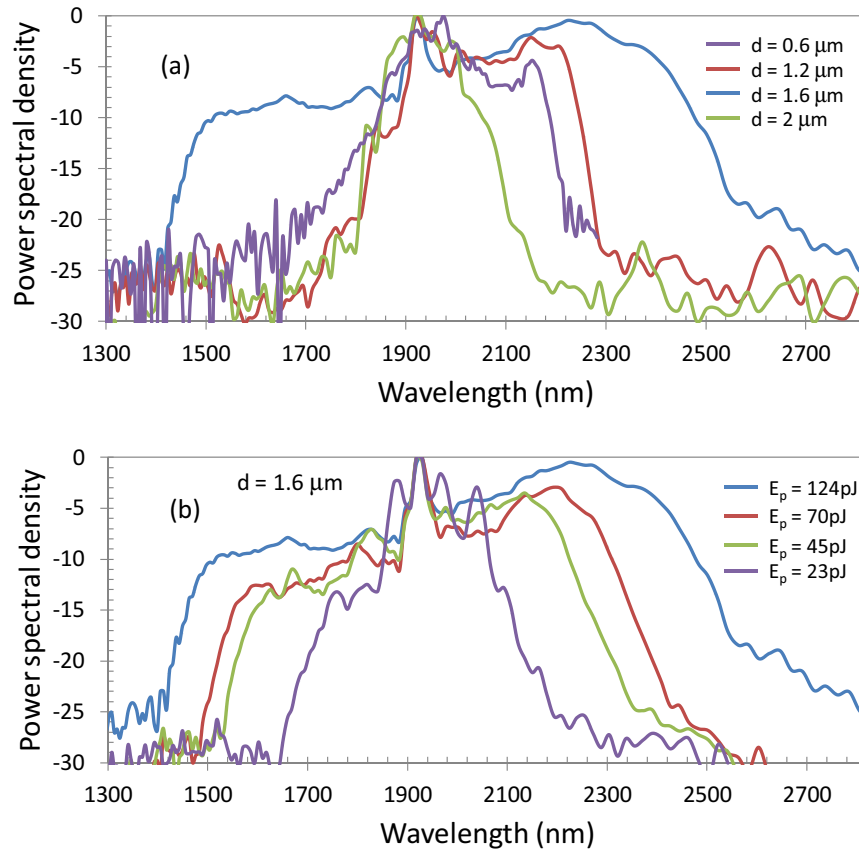 0
-5
-10
-15
-20
-25
-30
Power spectral density
(a)
d = 0.6 µm
d = 1.2 µm
d = 1.6 µm
d = 2 µm
1300 1500 1700 1900 2100 2300 2500 2700
Wavelength (nm)
0
-5
-10
-15
-20
-25
-30
Power spectral density
d = 1.6 µm
(b)
Ep = 124pJ
Ep = 70pJ
Ep = 45pJ
Ep = 23pJ
1300 1500 1700 1900 2100 2300 2500 2700
Wavelength (nm)